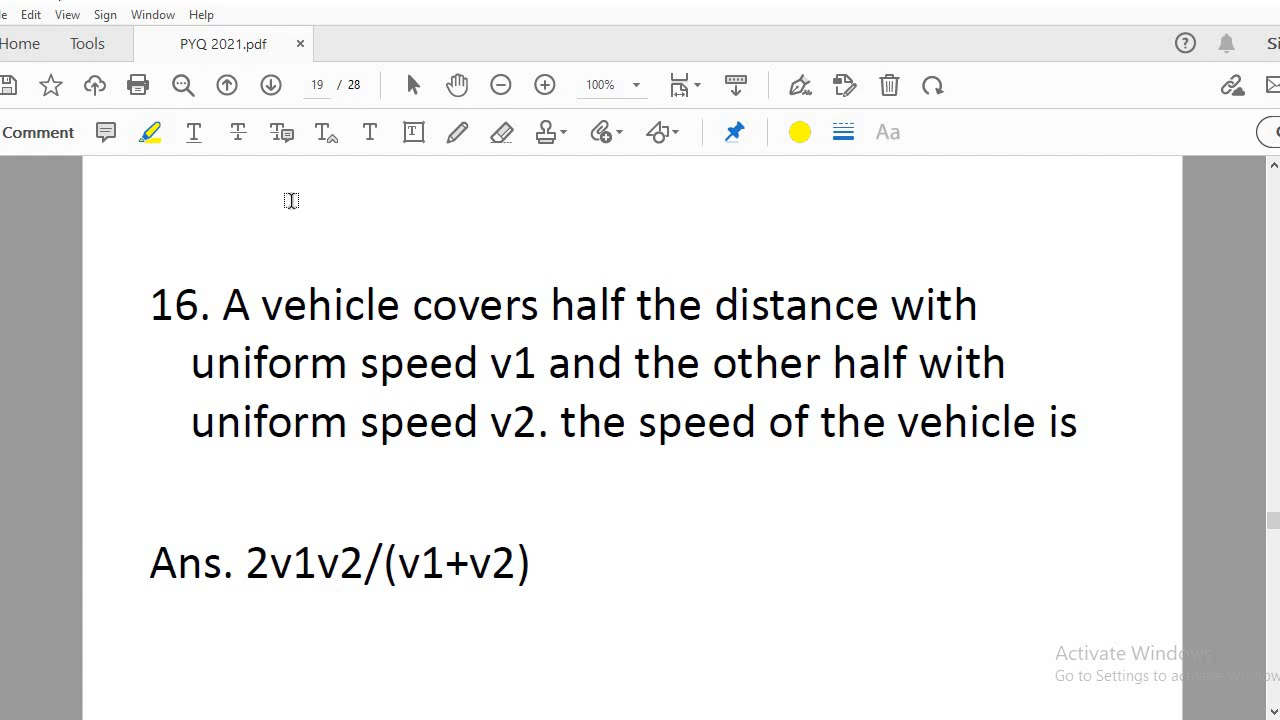 Edit View Sign Window Help
Home Tools PYQ 2021.pdf
19 / 28 100%
Comment Aa
16. A vehicle covers half the distance with
uniform speed v1 and the other half with
uniform speed v2. the speed of the vehicle is
Ans. 2v1v2/(v1+v2)
Activate Windows
Go to Settings to activate Window